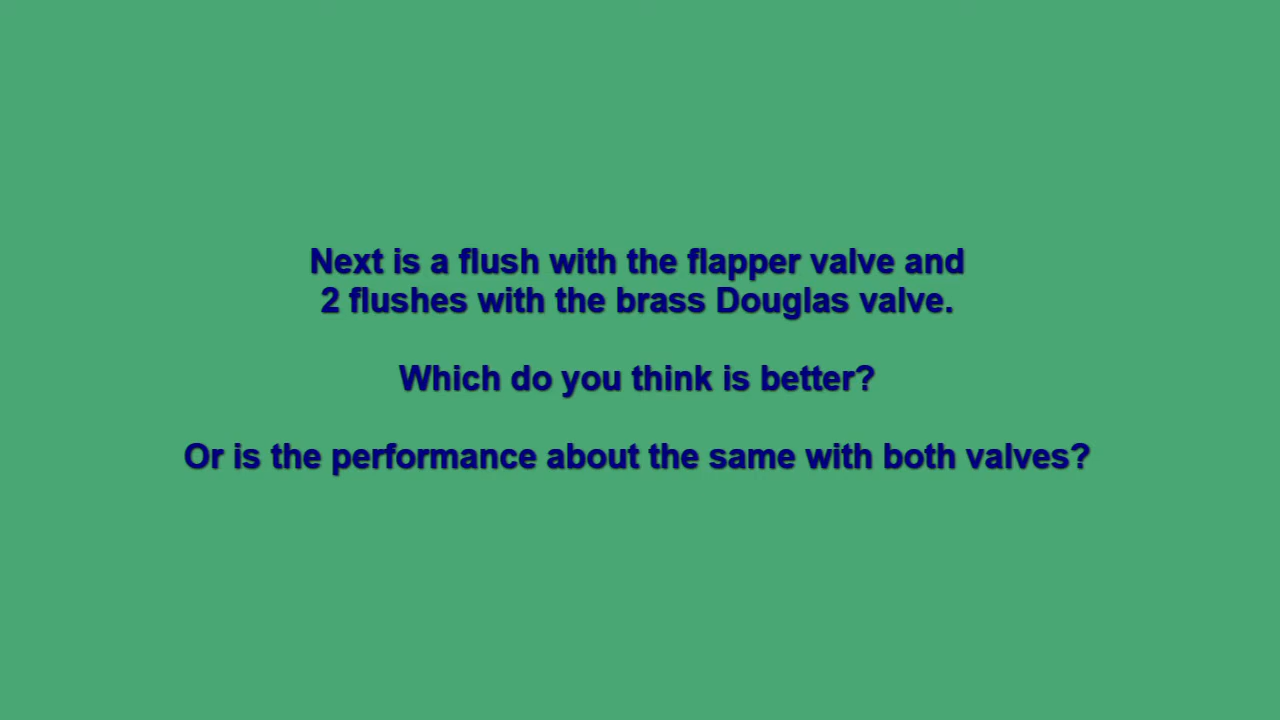 Next is a flush with the flapper valve and
2 flushes with the brass Douglas valve.
Which do you think is better?
Or is the performance about the same with both valves?